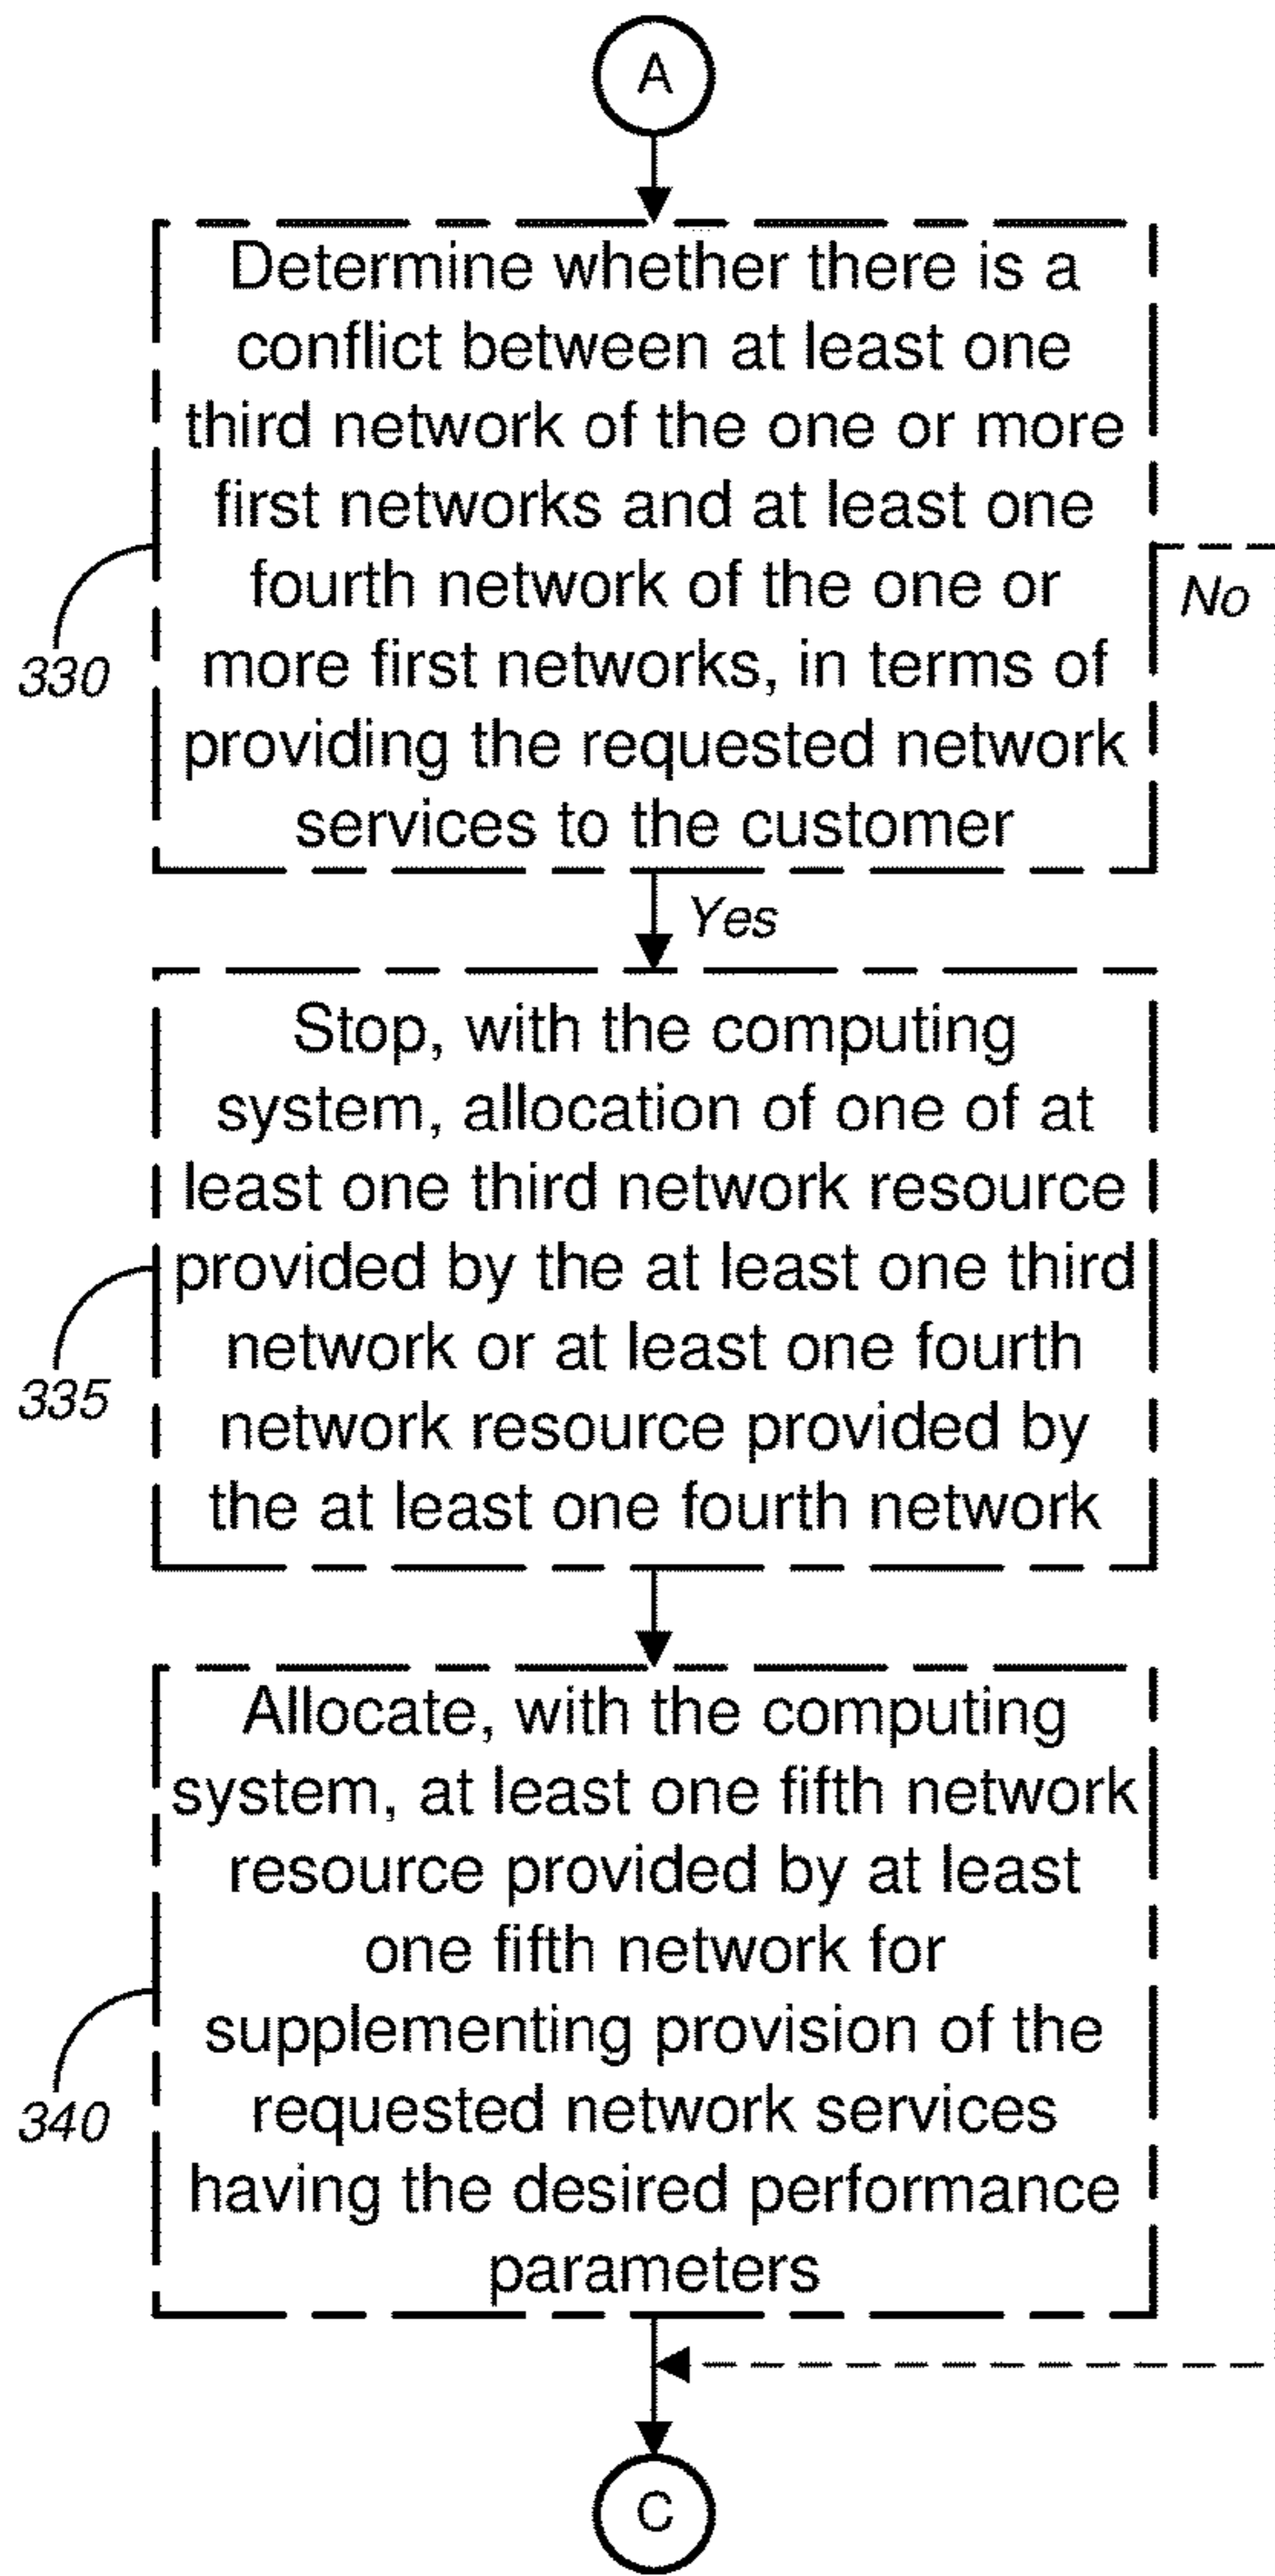 A
Determine whether there is a
conflict between at least one
third network of the one or more
first networks and at least one
fourth network of the one or
more first networks, in terms of
providing the requested network
services to the customer
No
330
Yes
Stop, with the computing
system, allocation of one of at
least one third network resource
provided by the at least one third
network or at least one fourth
network resource provided by
the at least one fourth network
335
Allocate, with the computing
system, at least one fifth network
resource provided by at least
one fifth network for
supplementing provision of the
requested network services
having the desired performance
parameters
340
C